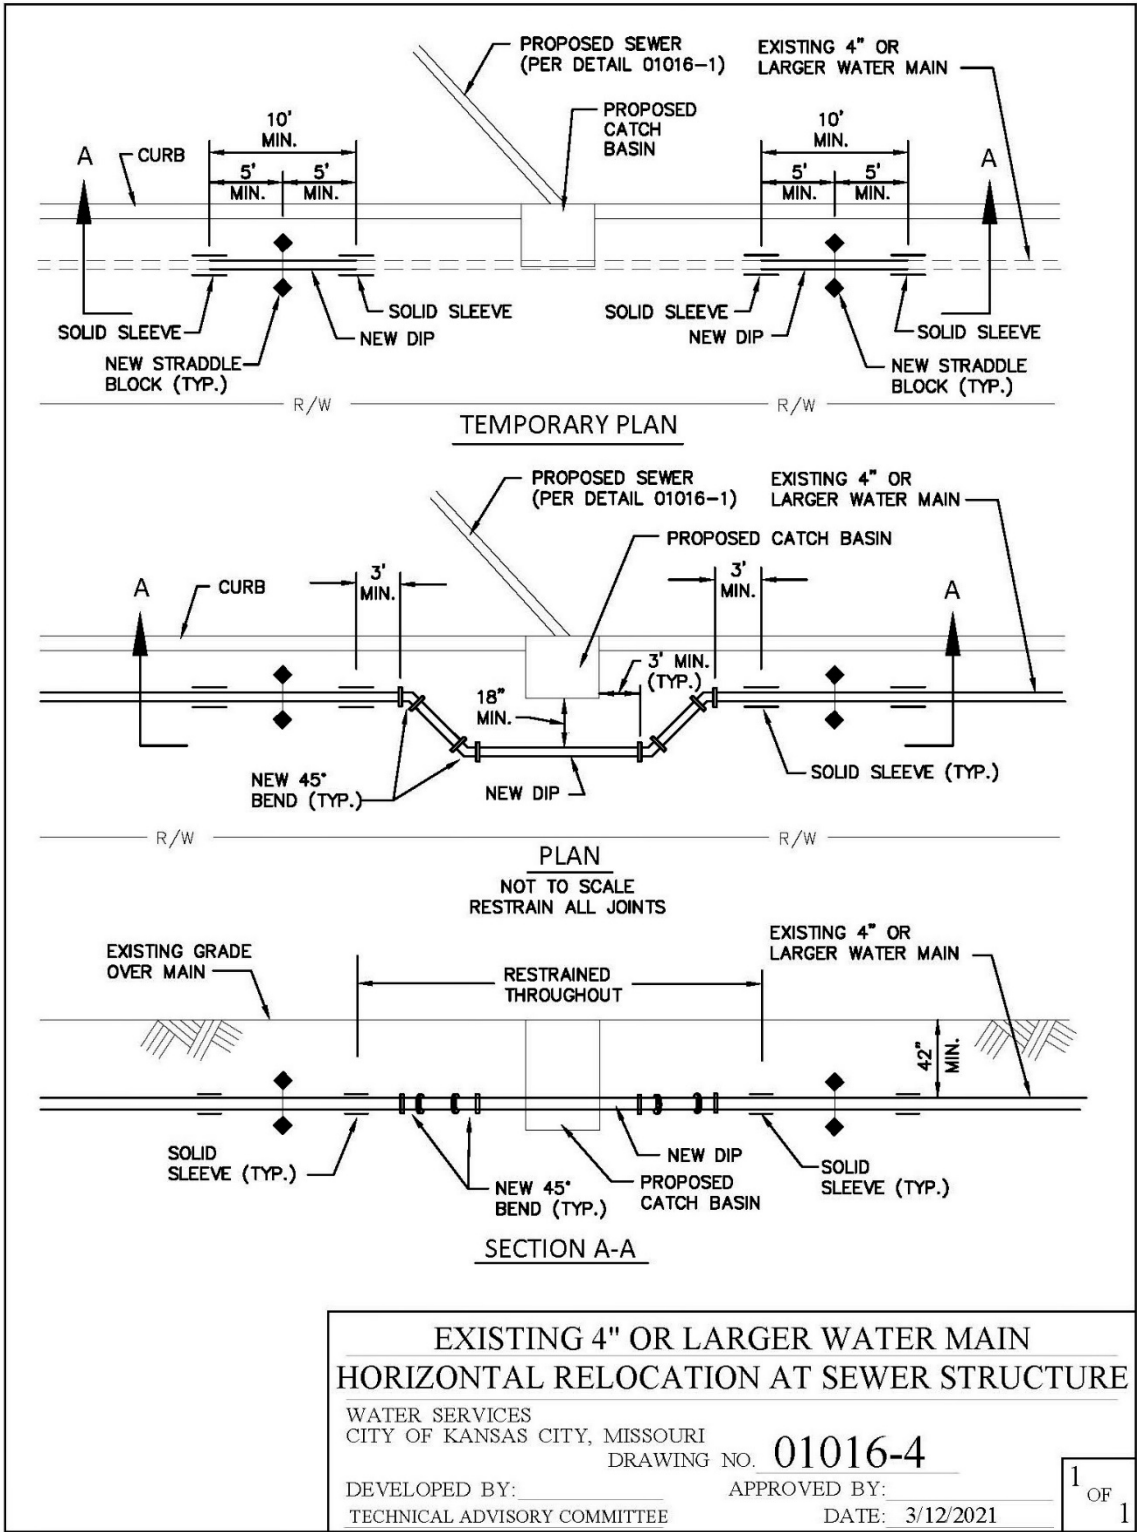 PROPOSED SEWER
(PER DETAIL 01016-1)
EXISTING 4" OR
LARGER WATER MAIN
PROPOSED
CATCH
BASIN
10'
MIN.
10'
MIN.
A
CURB
5'
MIN.
5'
MIN.
5'
MIN.
5'
MIN.
A
SOLID SLEEVE
SOLID SLEEVE
NEW DIP
NEW STRADDLE
BLOCK (TYP.)
SOLID SLEEVE
NEW DIP
SOLID SLEEVE
NEW STRADDLE
BLOCK (TYP.)
R/W
R/W
TEMPORARY PLAN
PROPOSED SEWER
(PER DETAIL 01016-1)
EXISTING 4" OR
LARGER WATER MAIN
PROPOSED CATCH BASIN
A
CURB
3'
MIN.
3'
MIN.
A
3' MIN.
(TYP.)
18"
MIN.
NEW 45°
BEND (TYP.)
NEW DIP
SOLID SLEEVE (TYP.)
R/W
R/W
PLAN
NOT TO SCALE
RESTRAIN ALL JOINTS
EXISTING GRADE
OVER MAIN
RESTRAINED
THROUGHOUT
EXISTING 4" OR
LARGER WATER MAIN
42"
MIN.
SOLID
SLEEVE (TYP.)
NEW 45°
BEND (TYP.)
NEW DIP
PROPOSED
CATCH BASIN
SOLID
SLEEVE (TYP.)
SECTION A-A
EXISTING 4" OR LARGER WATER MAIN
HORIZONTAL RELOCATION AT SEWER STRUCTURE
WATER SERVICES
CITY OF KANSAS CITY, MISSOURI
DRAWING NO. 01016-4
DEVELOPED BY:
APPROVED BY:
TECHNICAL ADVISORY COMMITTEE
DATE: 3/12/2021
1 OF 1